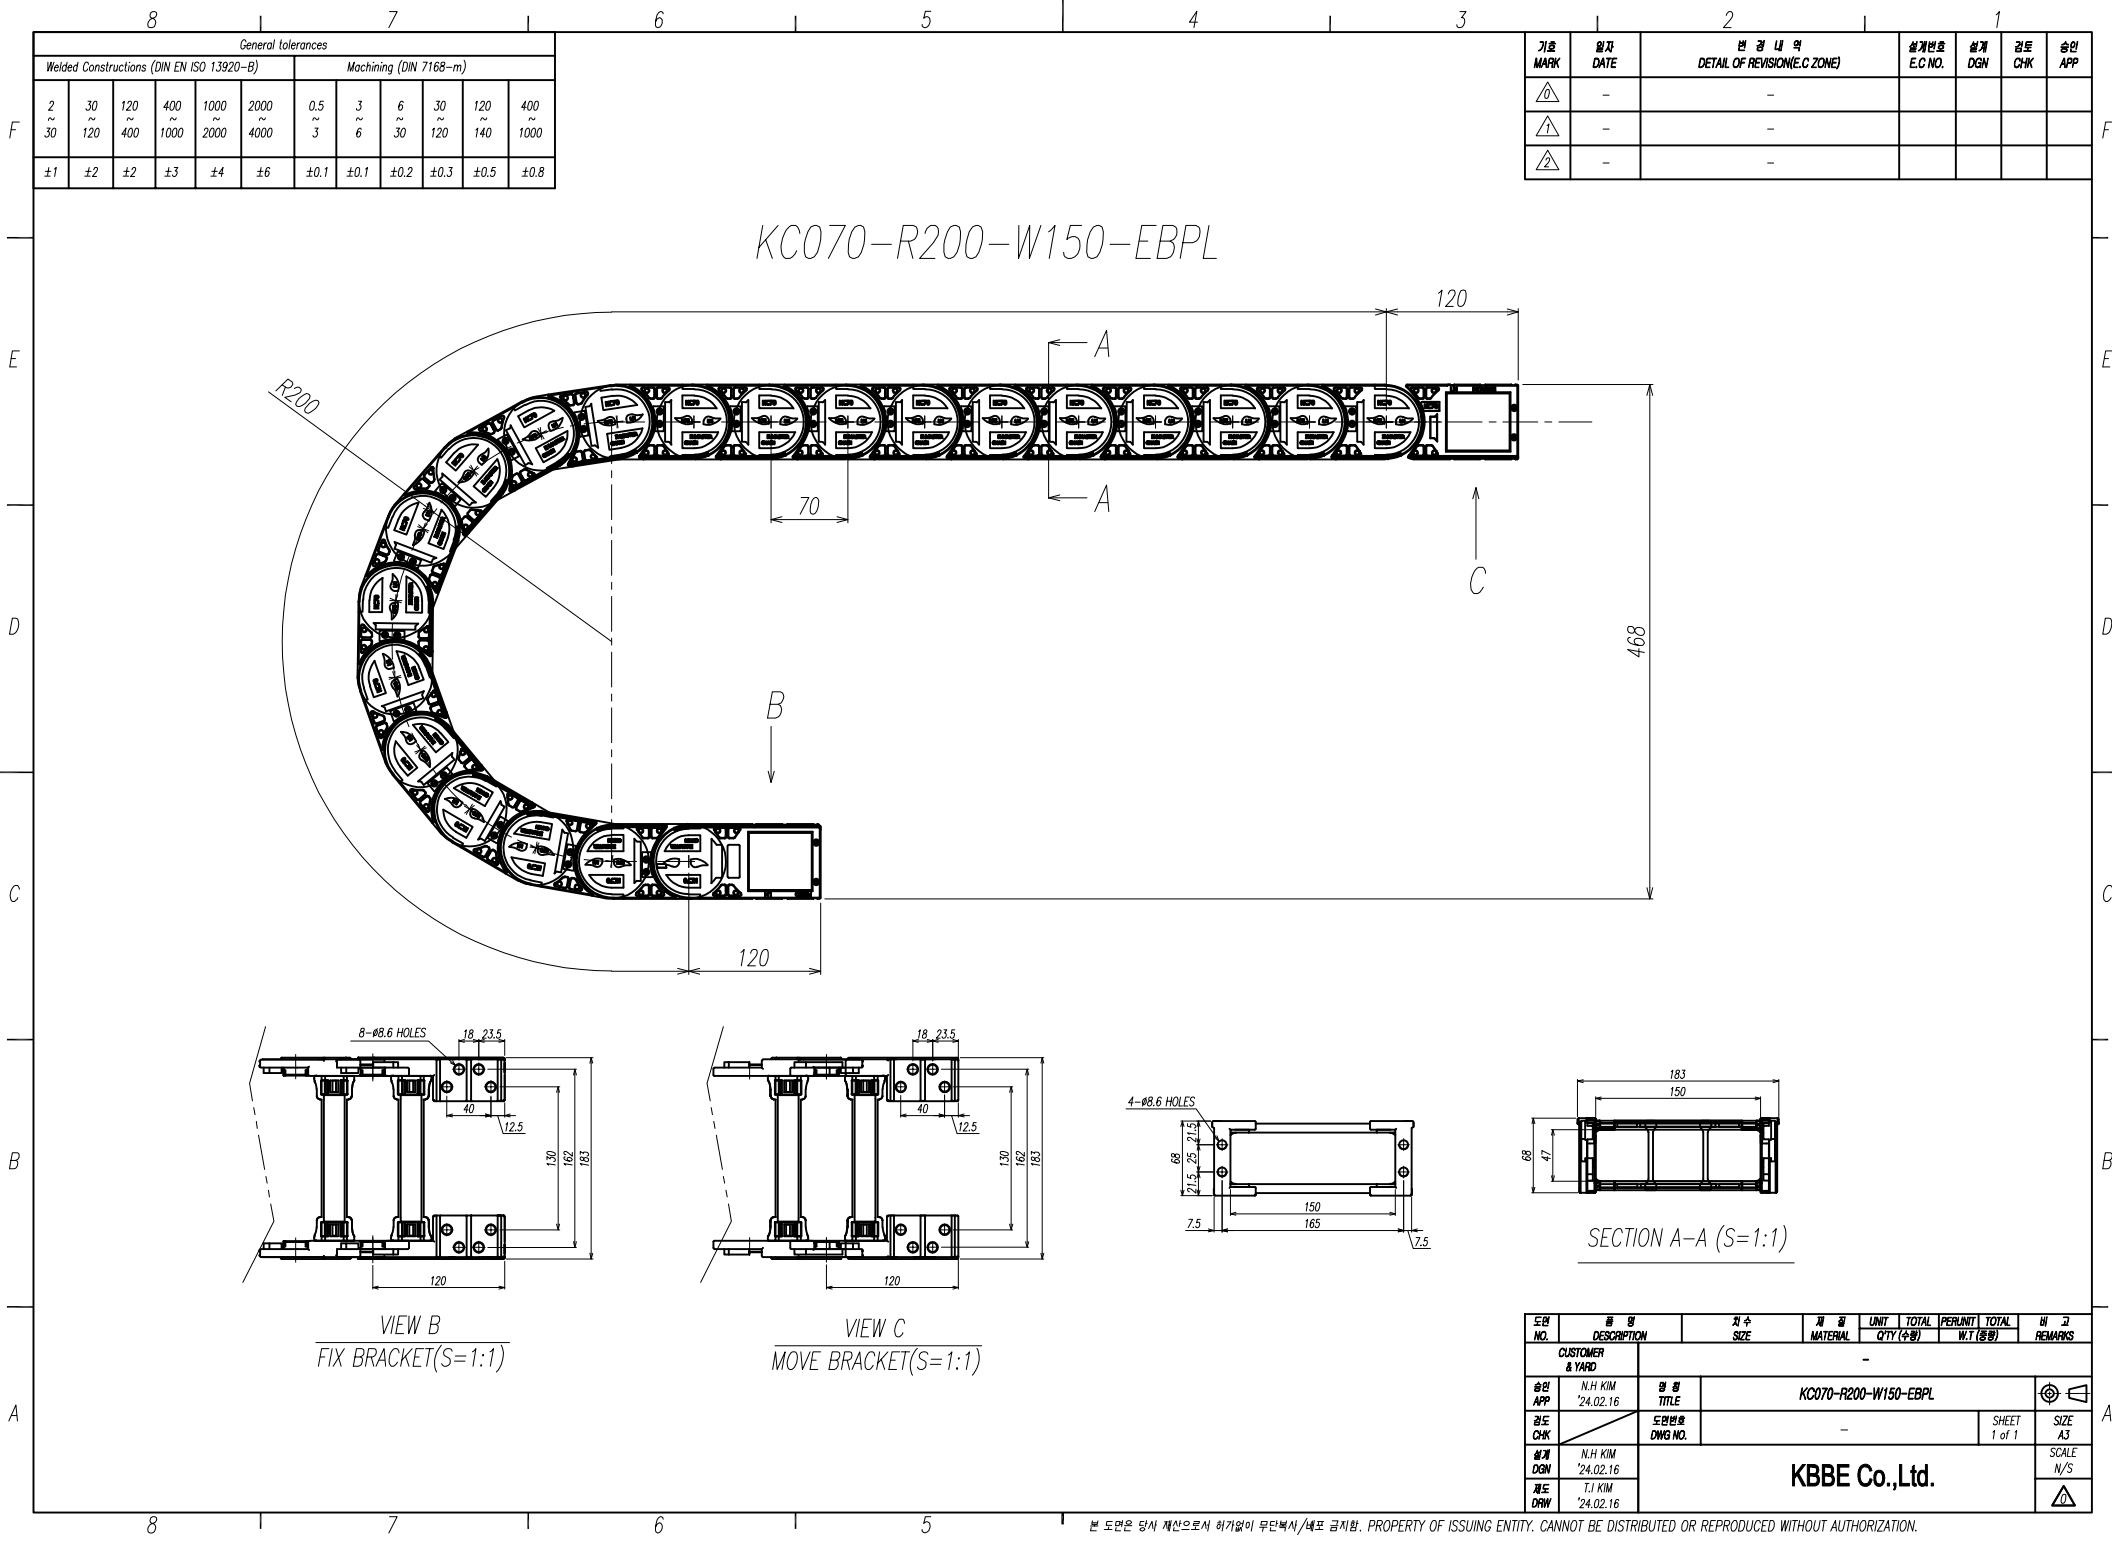 8 7 6 5 4 3 2 1
General tolerances
Welded Constructions (DIN EN ISO 13920-B) Machining (DIN 7168-m)
2 30 120 400 1000 2000 0.5 3 6 30 120 400
~ ~ ~ ~ ~ ~ ~ ~ ~ ~ ~ ~
30 120 400 1000 2000 4000 3 6 30 120 140 1000
±1 ±2 ±2 ±3 ±4 ±6 ±0.1 ±0.1 ±0.2 ±0.3 ±0.5 ±0.8
기호 일자 변 경 내 역 설계번호 설계 검토 승인
MARK DATE DETAIL OF REVISION(E.C ZONE) E.C NO. DGN CHK APP
0 - -
1 - -
2 - -
F F
E E
D D
C C
B B
A A
KC070-R200-W150-EBPL
120
A
R200
70
A
C
468
B
120
8-ø8.6 HOLES
18 23.5
40
12.5
130
162
183
120
VIEW B
FIX BRACKET(S=1:1)
18 23.5
40
12.5
130
162
183
120
VIEW C
MOVE BRACKET(S=1:1)
4-ø8.6 HOLES
21.5
25
21.5
68
150
7.5 165
7.5
183
150
68
47
SECTION A-A (S=1:1)
도면 품 명 치 수 재 질 UNIT TOTAL PERUNIT TOTAL 비 고
NO. DESCRIPTION SIZE MATERIAL Q'TY (수량) W.T (중량) REMARKS
CUSTOMER
& YARD
-
승인 N.H KIM 명 칭
APP '24.02.16 TITLE
KC070-R200-W150-EBPL
검도 도면번호 SHEET SIZE
CHK DWG NO. - 1 of 1 A3
설계 N.H KIM SCALE
DGN '24.02.16 N/S
KBBE Co.,Ltd.
제도 T.I KIM
DRW '24.02.16
0
8 7 6 5
본 도면은 당사 재산으로서 허가없이 무단복사/배포 금지함. PROPERTY OF ISSUING ENTITY. CANNOT BE DISTRIBUTED OR REPRODUCED WITHOUT AUTHORIZATION.